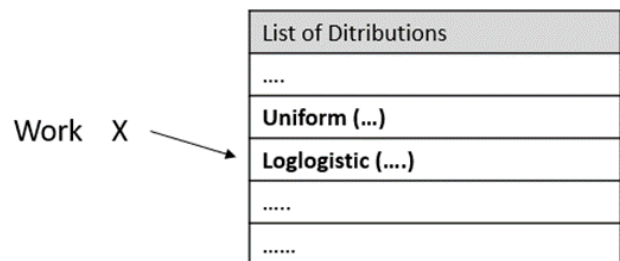 List of Ditributions
....
Uniform (...)
Work X
Loglogistic (....)
.....
......